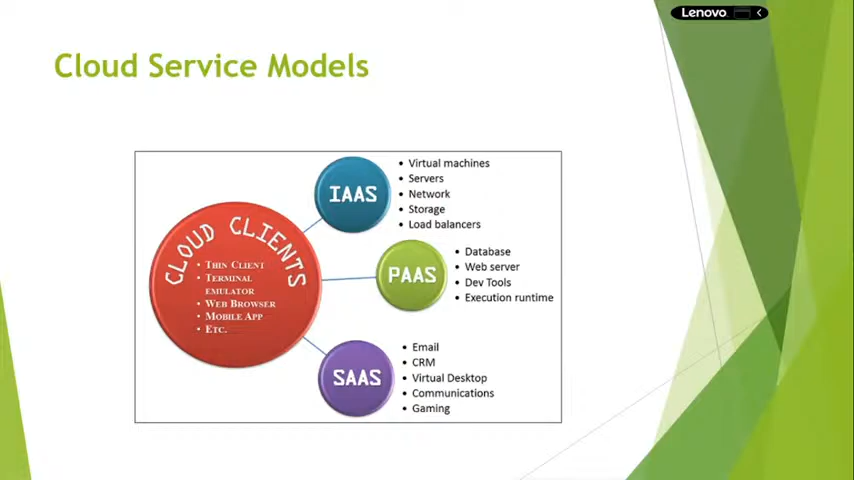 Lenovo
Cloud Service Models
CLOUD CLIENTS
• THIN CLIENT
• TERMINAL
EMULATOR
• WEB BROWSER
• MOBILE APP
• ETC.
IAAS
• Virtual machines
• Servers
• Network
• Storage
• Load balancers
PAAS
• Database
• Web server
• Dev Tools
• Execution runtime
SAAS
• Email
• CRM
• Virtual Desktop
• Communications
• Gaming